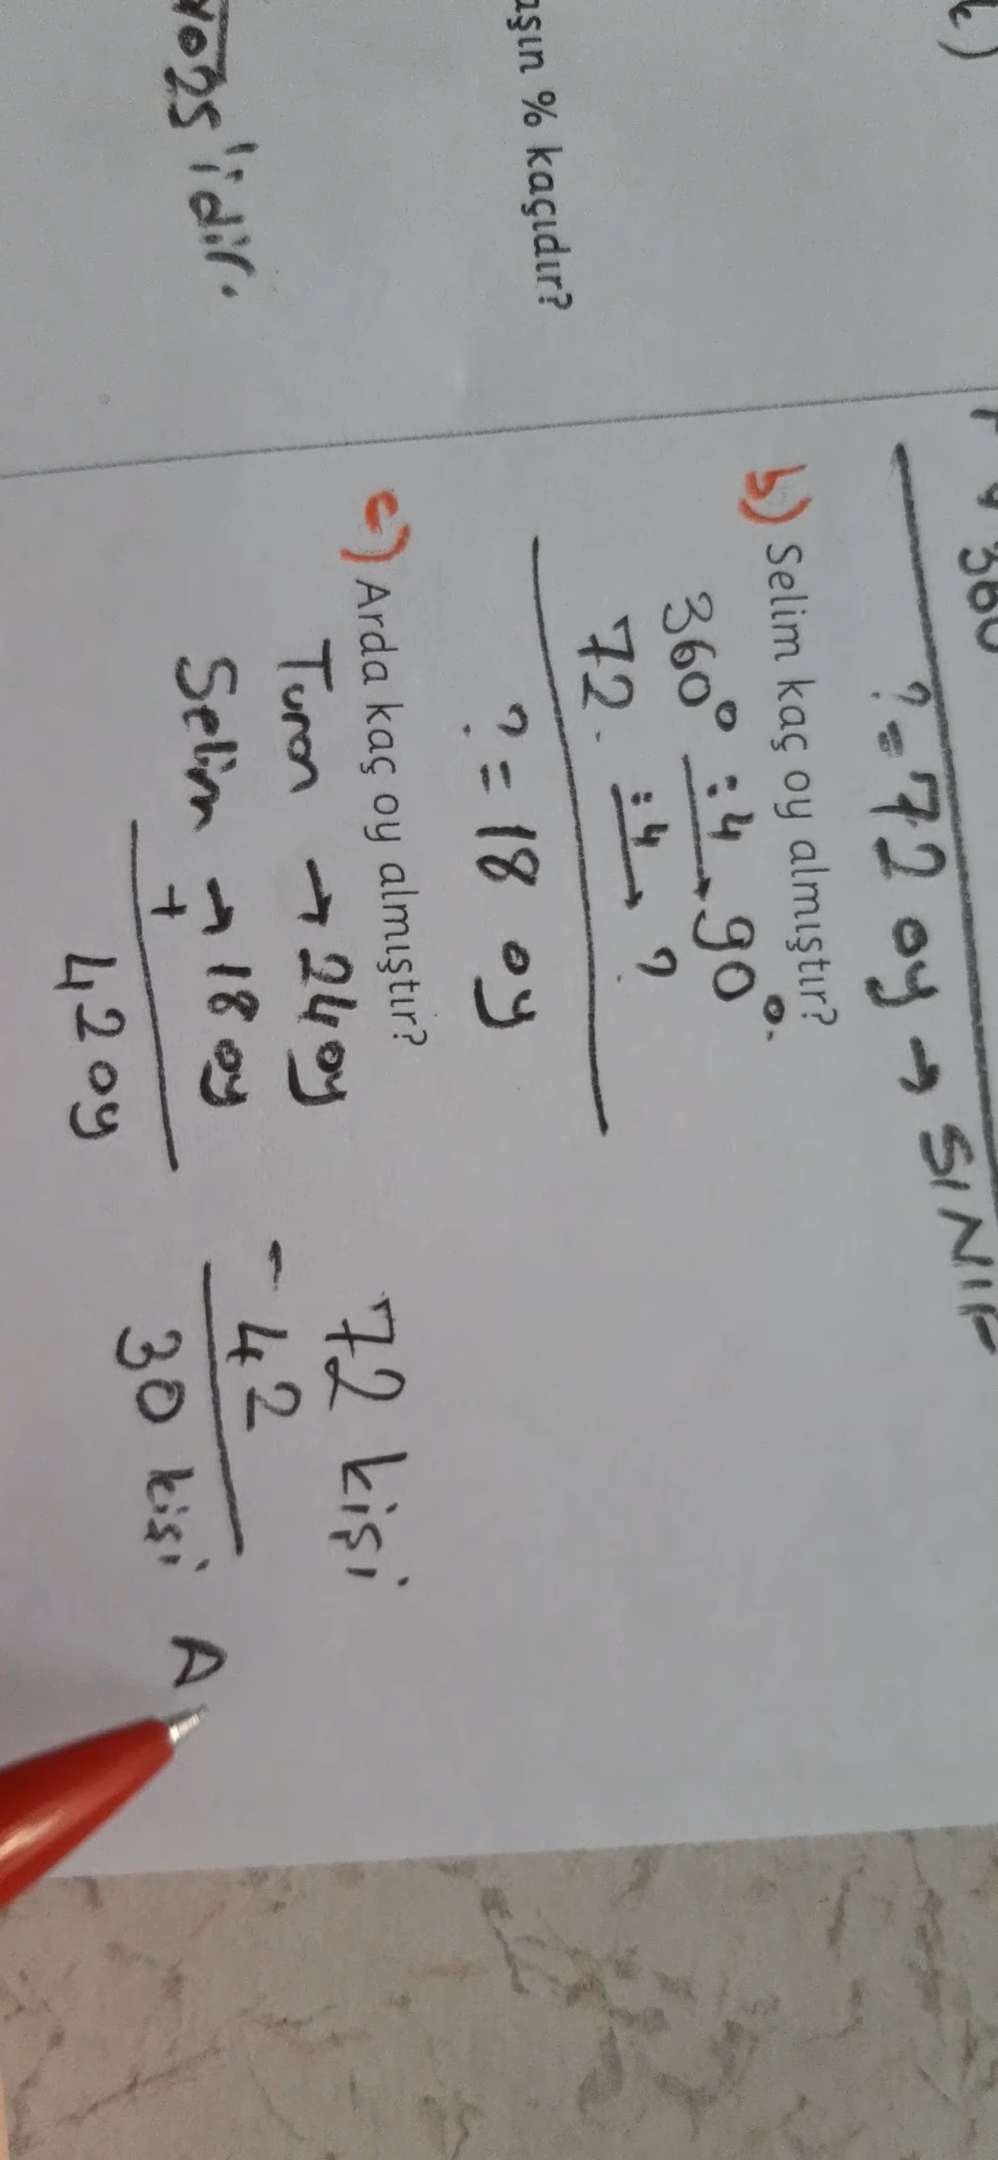 aşın % kaçıdır?
%25'idir.
360
? = 72 oy → SINIF
b) Selim kaç oy almıştır?
360° :4→ 90°.
72. :4→ ?
? = 18 oy
c) Arda kaç oy almıştır?
Turan → 24 oy
Selim → 18 oy
+
42 oy
72 kişi
- 42
30 kişi A